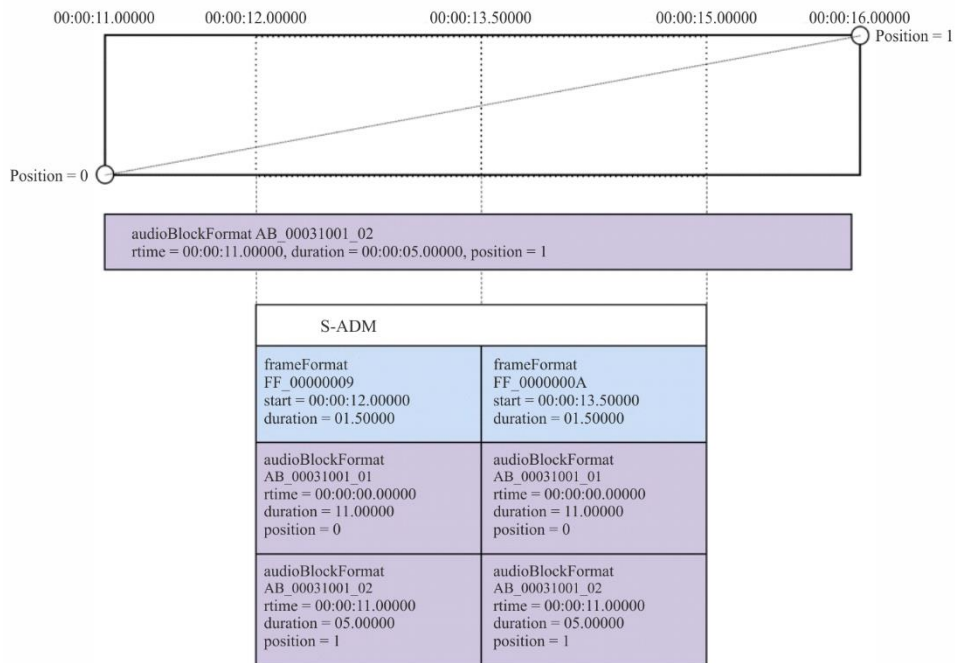 00:00:11.00000 00:00:12.00000 00:00:13.50000 00:00:15.00000 00:00:16.00000
Position = 1
Position = 0
audioBlockFormat AB_00031001_02
rtime = 00:00:11.00000, duration = 00:00:05.00000, position = 1
S-ADM
frameFormat
FF_00000009
start = 00:00:12.00000
duration = 01.50000
frameFormat
FF_0000000A
start = 00:00:13.50000
duration = 01.50000
audioBlockFormat
AB_00031001_01
rtime = 00:00:00.00000
duration = 11.00000
position = 0
audioBlockFormat
AB_00031001_01
rtime = 00:00:00.00000
duration = 11.00000
position = 0
audioBlockFormat
AB_00031001_02
rtime = 00:00:11.00000
duration = 05.00000
position = 1
audioBlockFormat
AB_00031001_02
rtime = 00:00:11.00000
duration = 05.00000
position = 1